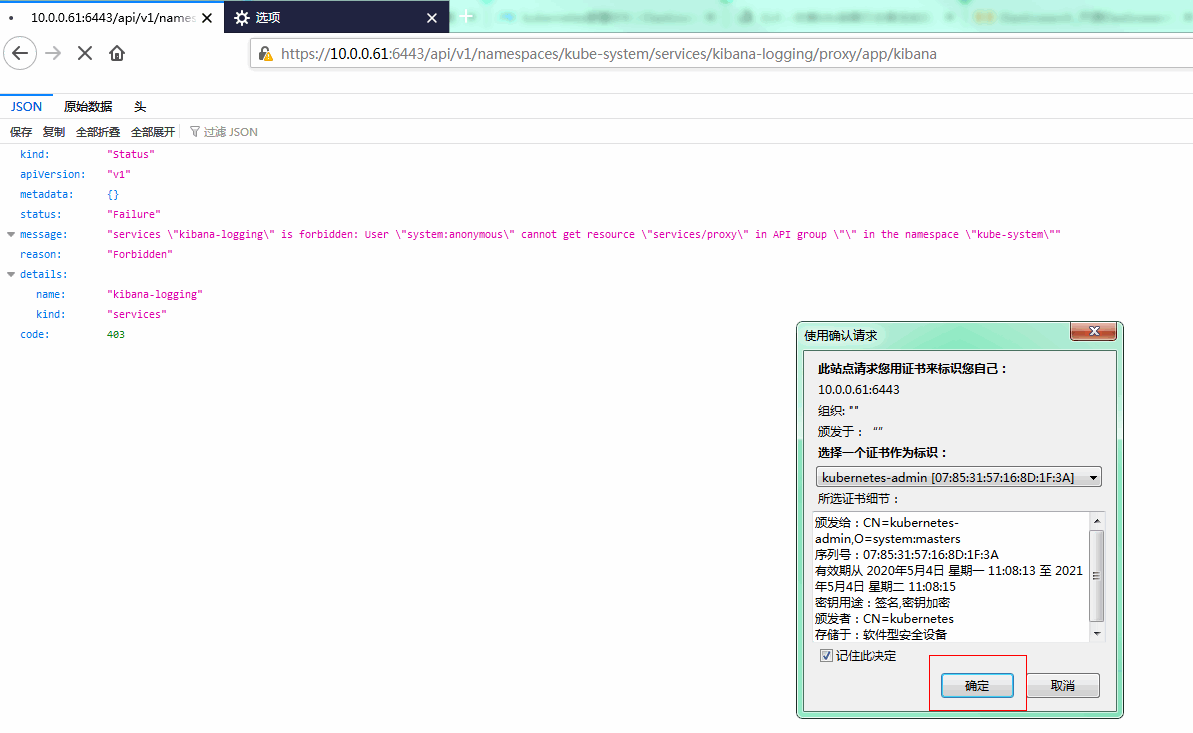 10.0.0.61:6443/api/v1/names
选项
https://10.0.0.61:6443/api/v1/namespaces/kube-system/services/kibana-logging/proxy/app/kibana
JSON 原始数据 头
保存 复制 全部折叠 全部展开 过滤 JSON
kind: "Status"
apiVersion: "v1"
metadata: {}
status: "Failure"
message: "services \"kibana-logging\" is forbidden: User \"system:anonymous\" cannot get resource \"services/proxy\" in API group \"\" in the namespace \"kube-system\""
reason: "Forbidden"
details:
name: "kibana-logging"
kind: "services"
code: 403
使用确认请求
此站点请求您用证书来标识您自己：
10.0.0.61:6443
组织: ""
颁发于： “”
选择一个证书作为标识：
kubernetes-admin [07:85:31:57:16:8D:1F:3A]
所选证书细节：
颁发给：CN=kubernetes-
admin,O=system:masters
序列号：07:85:31:57:16:8D:1F:3A
有效期从 2020年5月4日 星期一 11:08:13 至 2021
年5月4日 星期二 11:08:15
密钥用途：签名,密钥加密
颁发者：CN=kubernetes
存储于：软件型安全设备
记住此决定
确定 取消